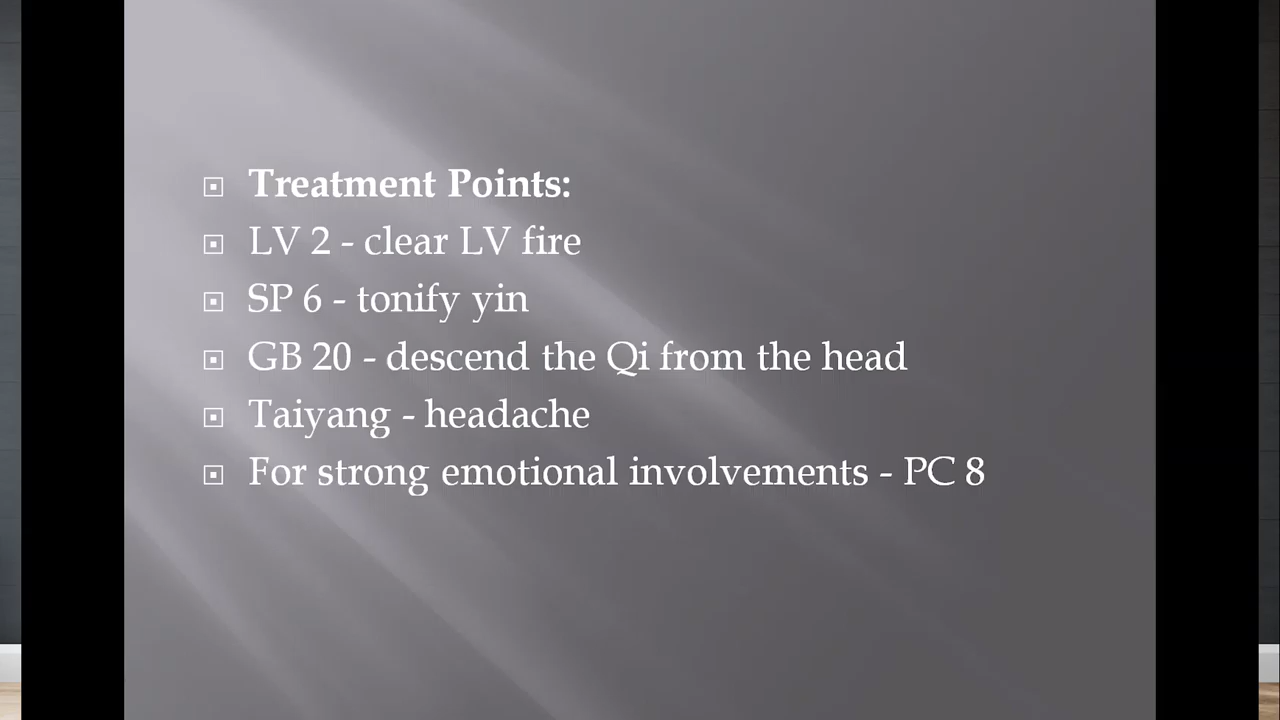 Treatment Points:
LV 2 - clear LV fire
SP 6 - tonify yin
GB 20 - descend the Qi from the head
Taiyang - headache
For strong emotional involvements - PC 8